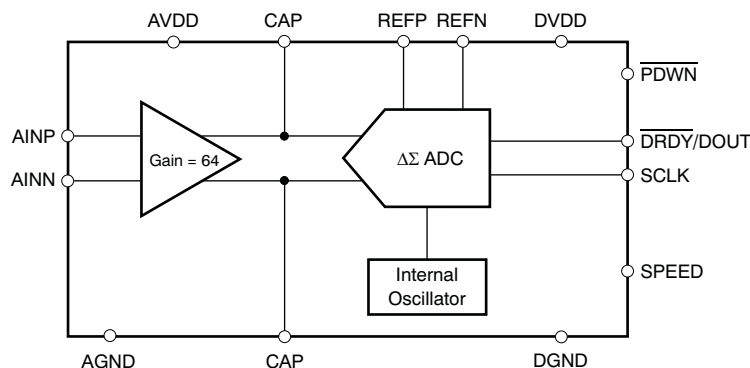 AVDD
CAP
REFP
REFN
DVDD
PDWN
AINP
Gain = 64
ΔΣ ADC
DRDY/DOUT
AINN
SCLK
Internal
Oscillator
SPEED
AGND
CAP
DGND